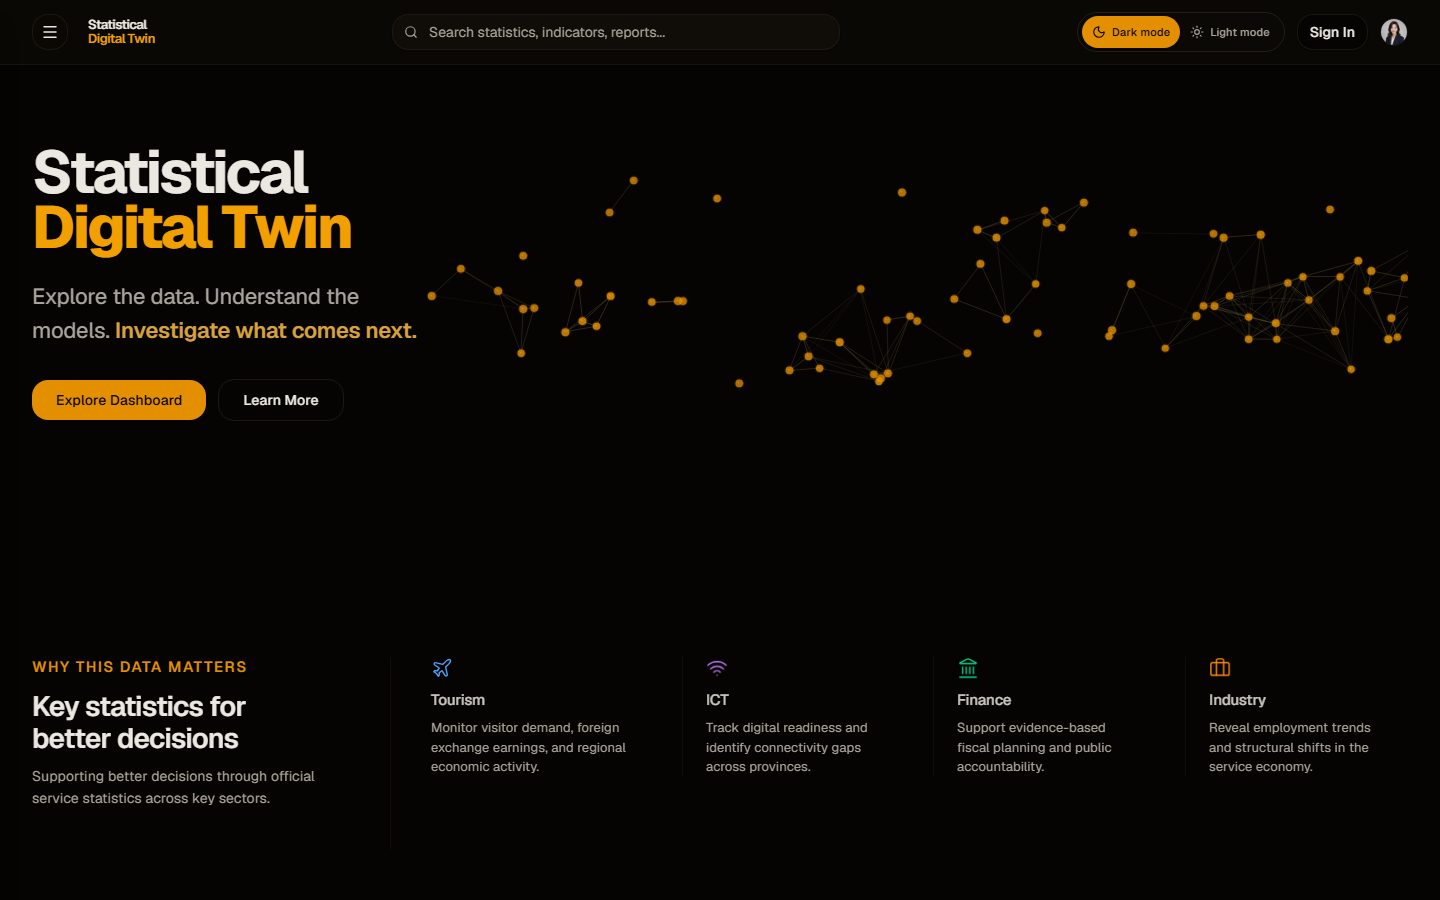 Statistical
Digital Twin
Search statistics, indicators, reports...
Dark mode
Light mode
Sign In
Statistical
Digital Twin
Explore the data. Understand the
models. Investigate what comes next.
Explore Dashboard
Learn More
WHY THIS DATA MATTERS
Key statistics for
better decisions
Supporting better decisions through official
service statistics across key sectors.
Tourism
Monitor visitor demand, foreign
exchange earnings, and regional
economic activity.
ICT
Track digital readiness and
identify connectivity gaps
across provinces.
Finance
Support evidence-based
fiscal planning and public
accountability.
Industry
Reveal employment trends
and structural shifts in the
service economy.